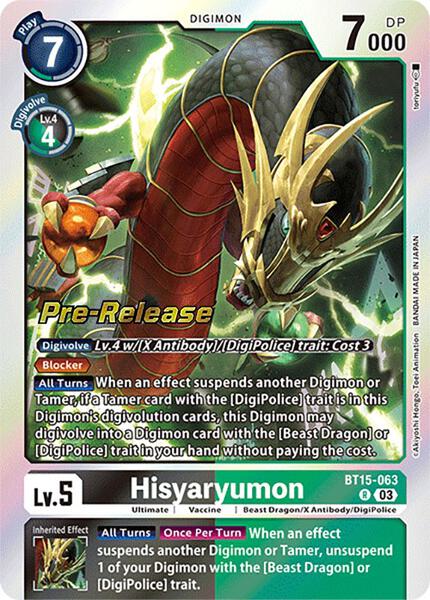 Play
7
DIGIMON
7000
DP
Digivolve
Lv.4
4
toriyufu
©Akiyoshi Hongo, Toei Animation BANDAI MADE IN JAPAN
Pre-Release
Digivolve Lv.4 w/[X Antibody]/[DigiPolice] trait: Cost 3
Blocker
All Turns When an effect suspends another Digimon or
Tamer, if a Tamer card with the [DigiPolice] trait is in this
Digimon's digivolution cards, this Digimon may
digivolve into a Digimon card with the [Beast Dragon] or
[DigiPolice] trait in your hand without paying the cost.
Lv.5
Hisyaryumon
BT15-063
R 03
Ultimate | Vaccine | Beast Dragon/X Antibody/DigiPolice
Inherited Effect
All Turns Once Per Turn When an effect
suspends another Digimon or Tamer, unsuspend
1 of your Digimon with the [Beast Dragon] or
[DigiPolice] trait.